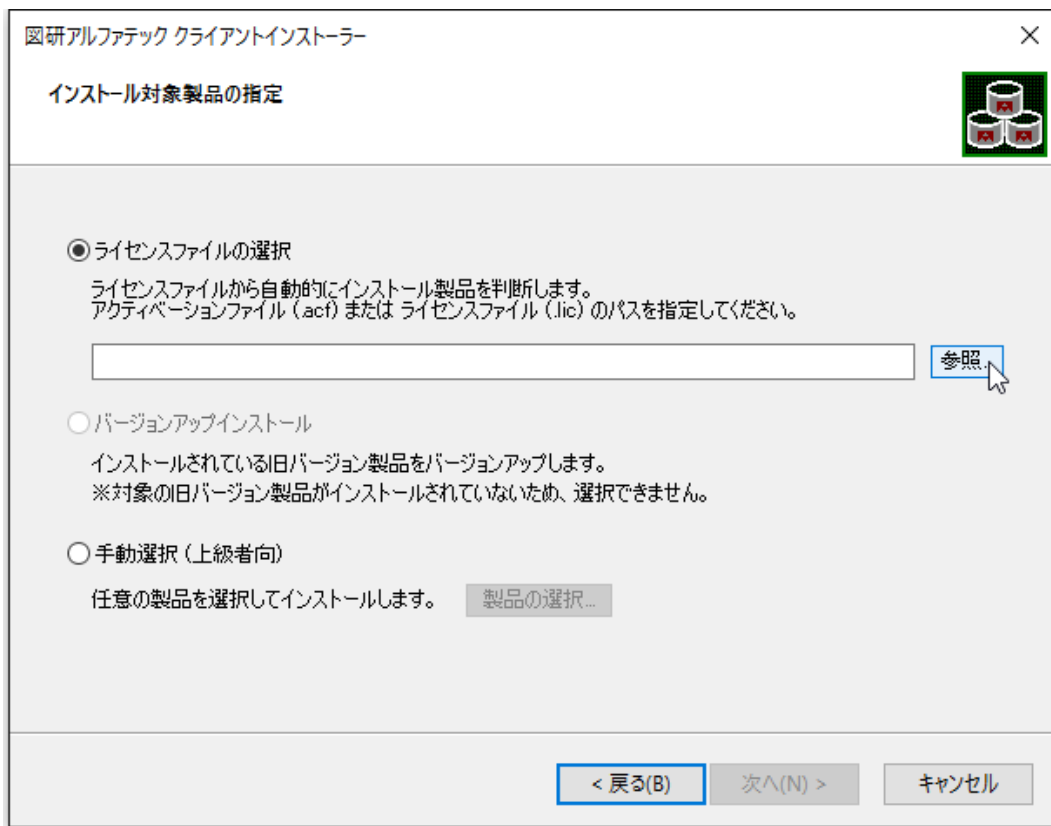 図研アルファテック クライアントインストーラー
インストール対象製品の指定
ライセンスファイルの選択
ライセンスファイルから自動的にインストール製品を判断します。
アクティベーションファイル (.acf) または ライセンスファイル (.lic) のパスを指定してください。
参照...
バージョンアップインストール
インストールされている旧バージョン製品をバージョンアップします。
※対象の旧バージョン製品がインストールされていないため、選択できません。
手動選択 (上級者向)
任意の製品を選択してインストールします。
製品の選択...
< 戻る(B)
次へ(N) >
キャンセル